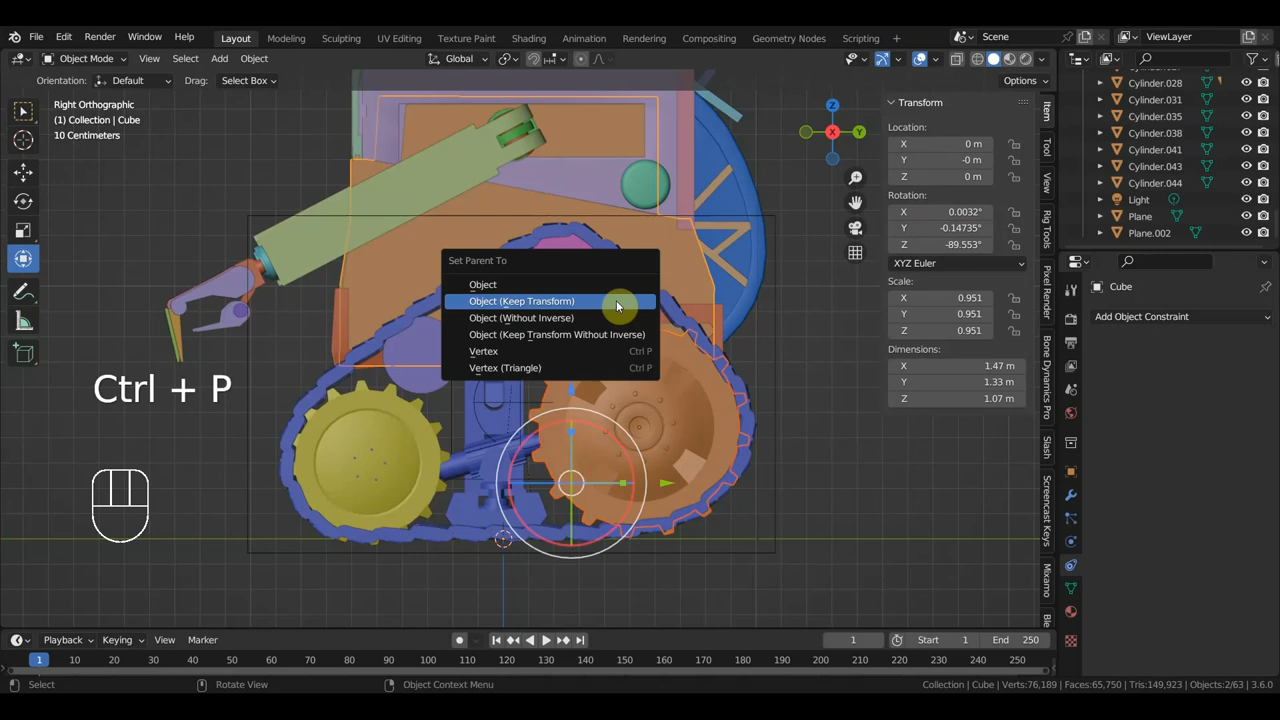 File Edit Render Window Help Layout Modeling Sculpting UV Editing Texture Paint Shading Animation Rendering Compositing Geometry Nodes Scripting + Scene ViewLayer
Object Mode View Select Add Object Global
Orientation: Default Drag: Select Box Options
Right Orthographic
(1) Collection | Cube
10 Centimeters
Z
Y
X
Transform
Location:
X 0 m
Y -0 m
Z 0 m
Rotation:
X 0.0032°
Y -0.14735°
Z -89.553°
XYZ Euler
Scale:
X 0.951
Y 0.951
Z 0.951
Dimensions:
X 1.47 m
Y 1.33 m
Z 1.07 m
Item
Tool
View
Rig Tools
Pixel Render
Bone Dynamics Pro
Slash
Screencast Keys
Mixamo
Ble
Cylinder.028
Cylinder.031
Cylinder.035
Cylinder.038
Cylinder.041
Cylinder.043
Cylinder.044
Light
Plane
Plane.002
Cube
Add Object Constraint
Set Parent To
Object
Object (Keep Transform)
Object (Without Inverse)
Object (Keep Transform Without Inverse)
Vertex Ctrl P
Vertex (Triangle) Ctrl P
Ctrl + P
Playback Keying View Marker 1 Start 1 End 250
1 10 20 30 40 50 60 70 80 90 100 110 120 130 140 150 160 170 180 190 200 210 220 230 240 250
Select Rotate View Object Context Menu Collection | Cube | Verts:76,189 | Faces:65,750 | Tris:149,923 | Objects:2/63 | 3.6.0